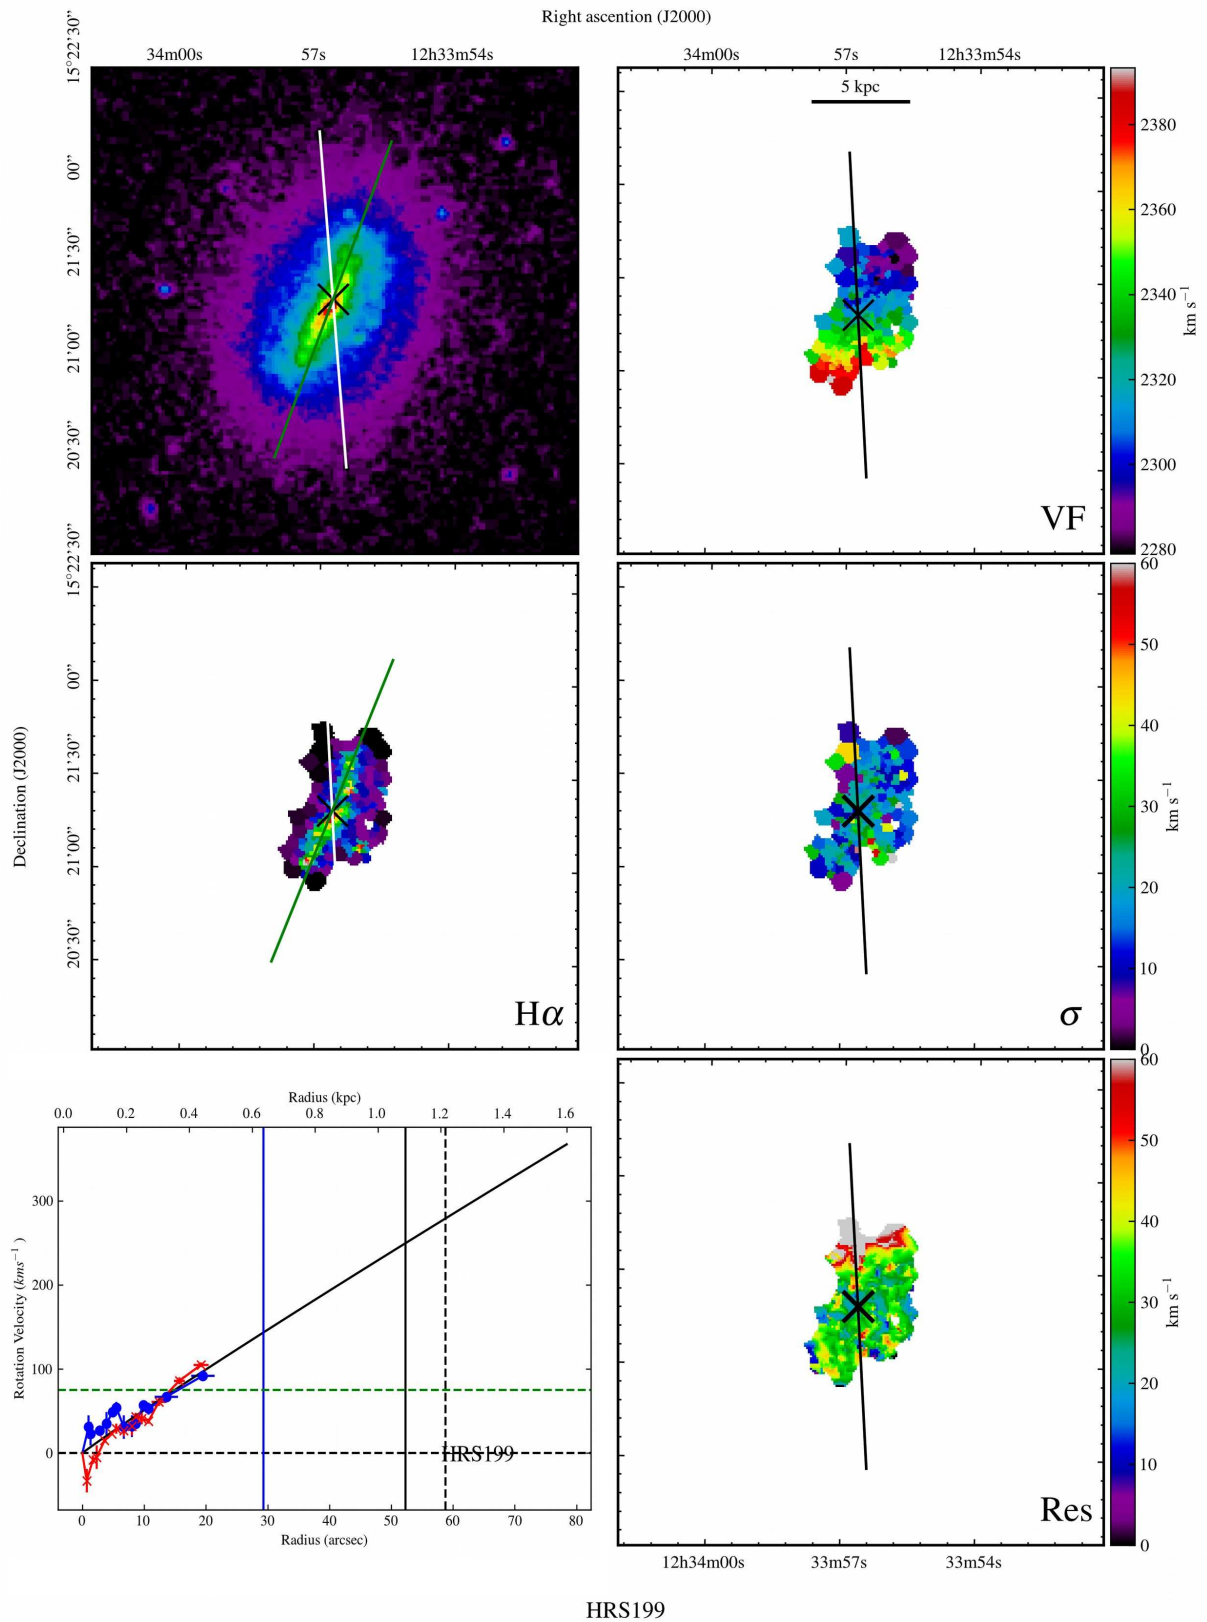 Right ascention (J2000)
34m00s 57s 12h33m54s
34m00s 57s 12h33m54s
15°22'30”
00”
21'30”
21'00”
20'30”
5 kpc
VF
2380
2360
2340
2320
2300
2280
km s−1
Declination (J2000)
15°22'30”
00”
21'30”
21'00”
20'30”
Hα
σ
60
50
40
30
20
10
0
km s−1
Radius (kpc)
0.0 0.2 0.4 0.6 0.8 1.0 1.2 1.4 1.6
Rotation Velocity (kms−1 )
300
200
100
0
HRS199
0 10 20 30 40 50 60 70 80
Radius (arcsec)
Res
60
50
40
30
20
10
0
km s−1
12h34m00s 33m57s 33m54s
HRS199